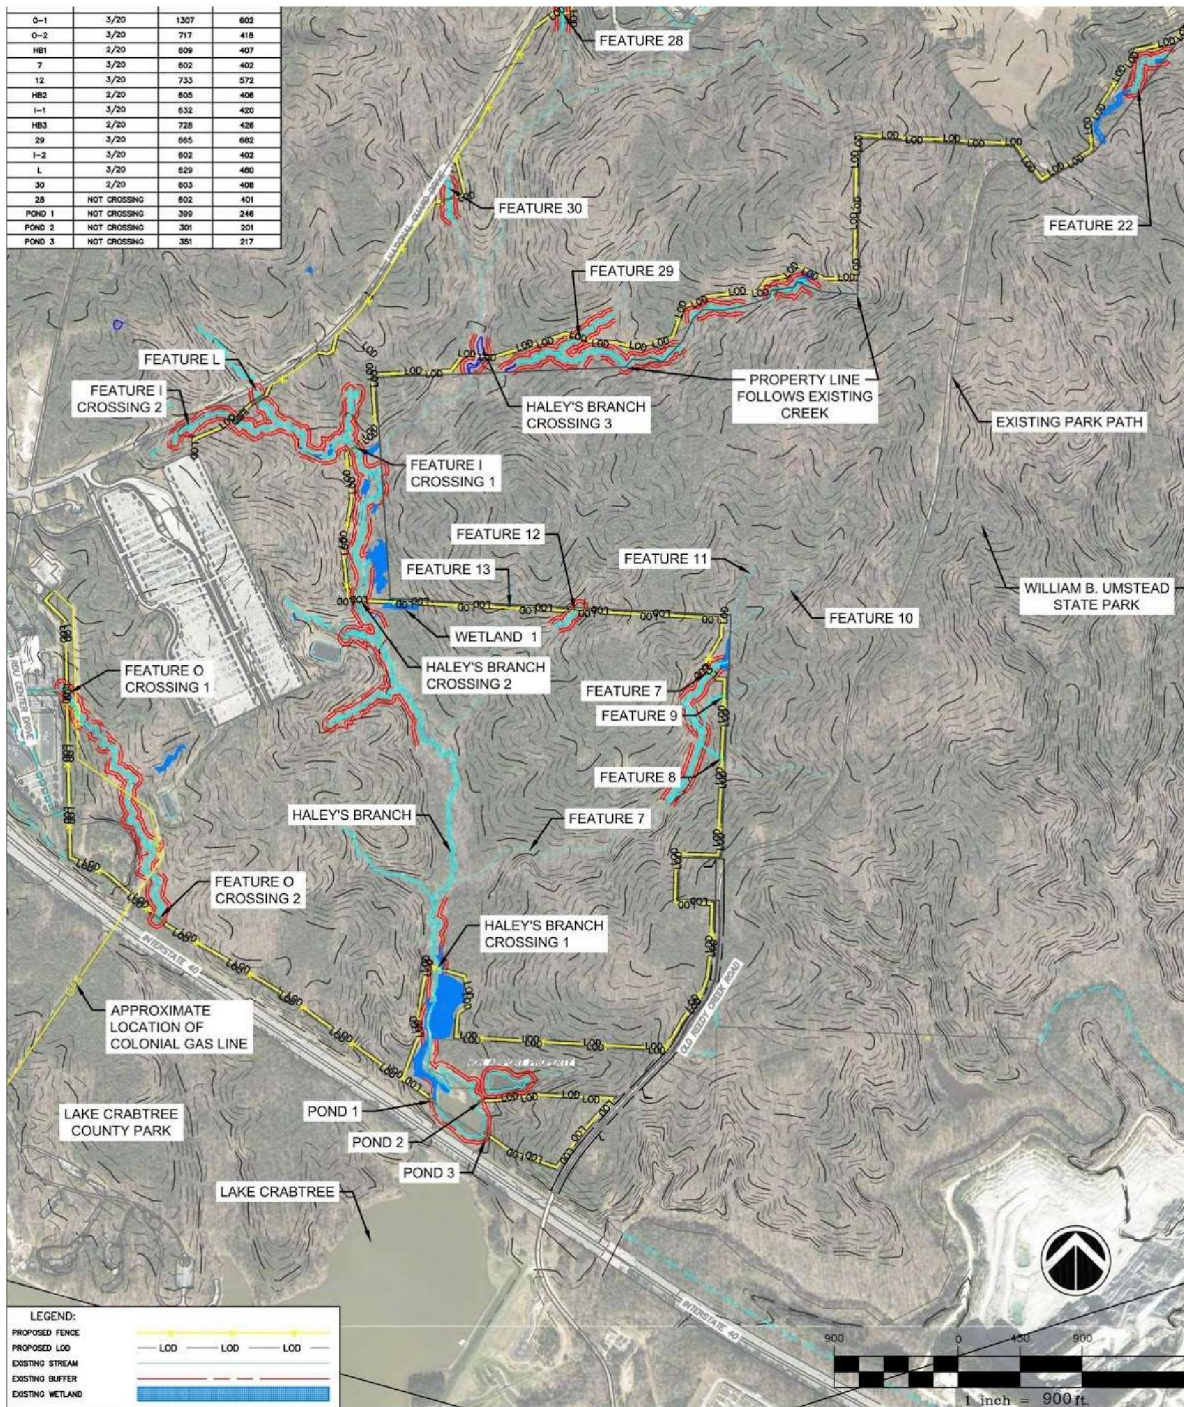 O-1 3/20 1307 602
O-2 3/20 717 418
HB1 2/20 609 407
7 3/20 602 402
12 3/20 733 572
HB2 2/20 605 406
I-1 3/20 632 420
HB3 2/20 728 426
29 3/20 665 682
I-2 3/20 602 402
L 3/20 629 480
30 2/20 603 408
28 NOT CROSSING 602 401
POND 1 NOT CROSSING 399 246
POND 2 NOT CROSSING 301 201
POND 3 NOT CROSSING 351 217
FEATURE 28
FEATURE 30
FEATURE 22
FEATURE 29
FEATURE L
FEATURE I
CROSSING 2
HALEY'S BRANCH
CROSSING 3
PROPERTY LINE
FOLLOWS EXISTING
CREEK
EXISTING PARK PATH
FEATURE I
CROSSING 1
FEATURE 12
FEATURE 13
FEATURE 11
FEATURE 10
WILLIAM B. UMSTEAD
STATE PARK
WETLAND 1
HALEY'S BRANCH
CROSSING 2
FEATURE O
CROSSING 1
FEATURE 7
FEATURE 9
FEATURE 8
HALEY'S BRANCH
FEATURE 7
FEATURE O
CROSSING 2
HALEY'S BRANCH
CROSSING 1
INTERSTATE 40
OLD REEDY CREEK ROAD
APPROXIMATE
LOCATION OF
COLONIAL GAS LINE
NON AIRPORT PROPERTY
POND 1
LAKE CRABTREE
COUNTY PARK
POND 2
POND 3
LAKE CRABTREE
INTERSTATE 40
LEGEND:
PROPOSED FENCE
PROPOSED LOD LOD LOD LOD
EXISTING STREAM
EXISTING BUFFER
EXISTING WETLAND
900 0 450 900
1 inch = 900 ft.